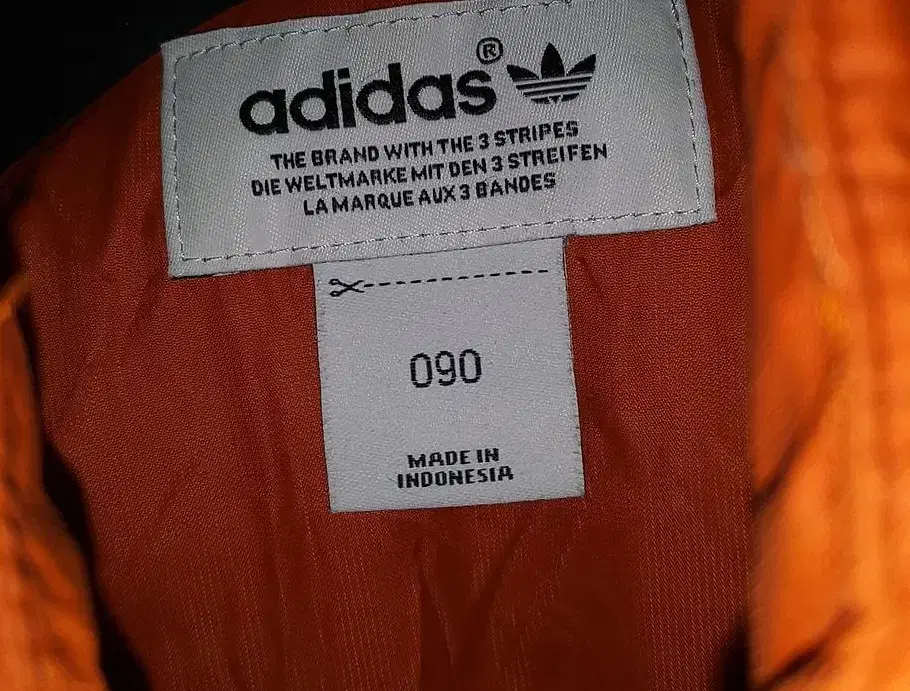 adidas®
THE BRAND WITH THE 3 STRIPES
DIE WELTMARKE MIT DEN 3 STREIFEN
LA MARQUE AUX 3 BANDES
090
MADE IN
INDONESIA